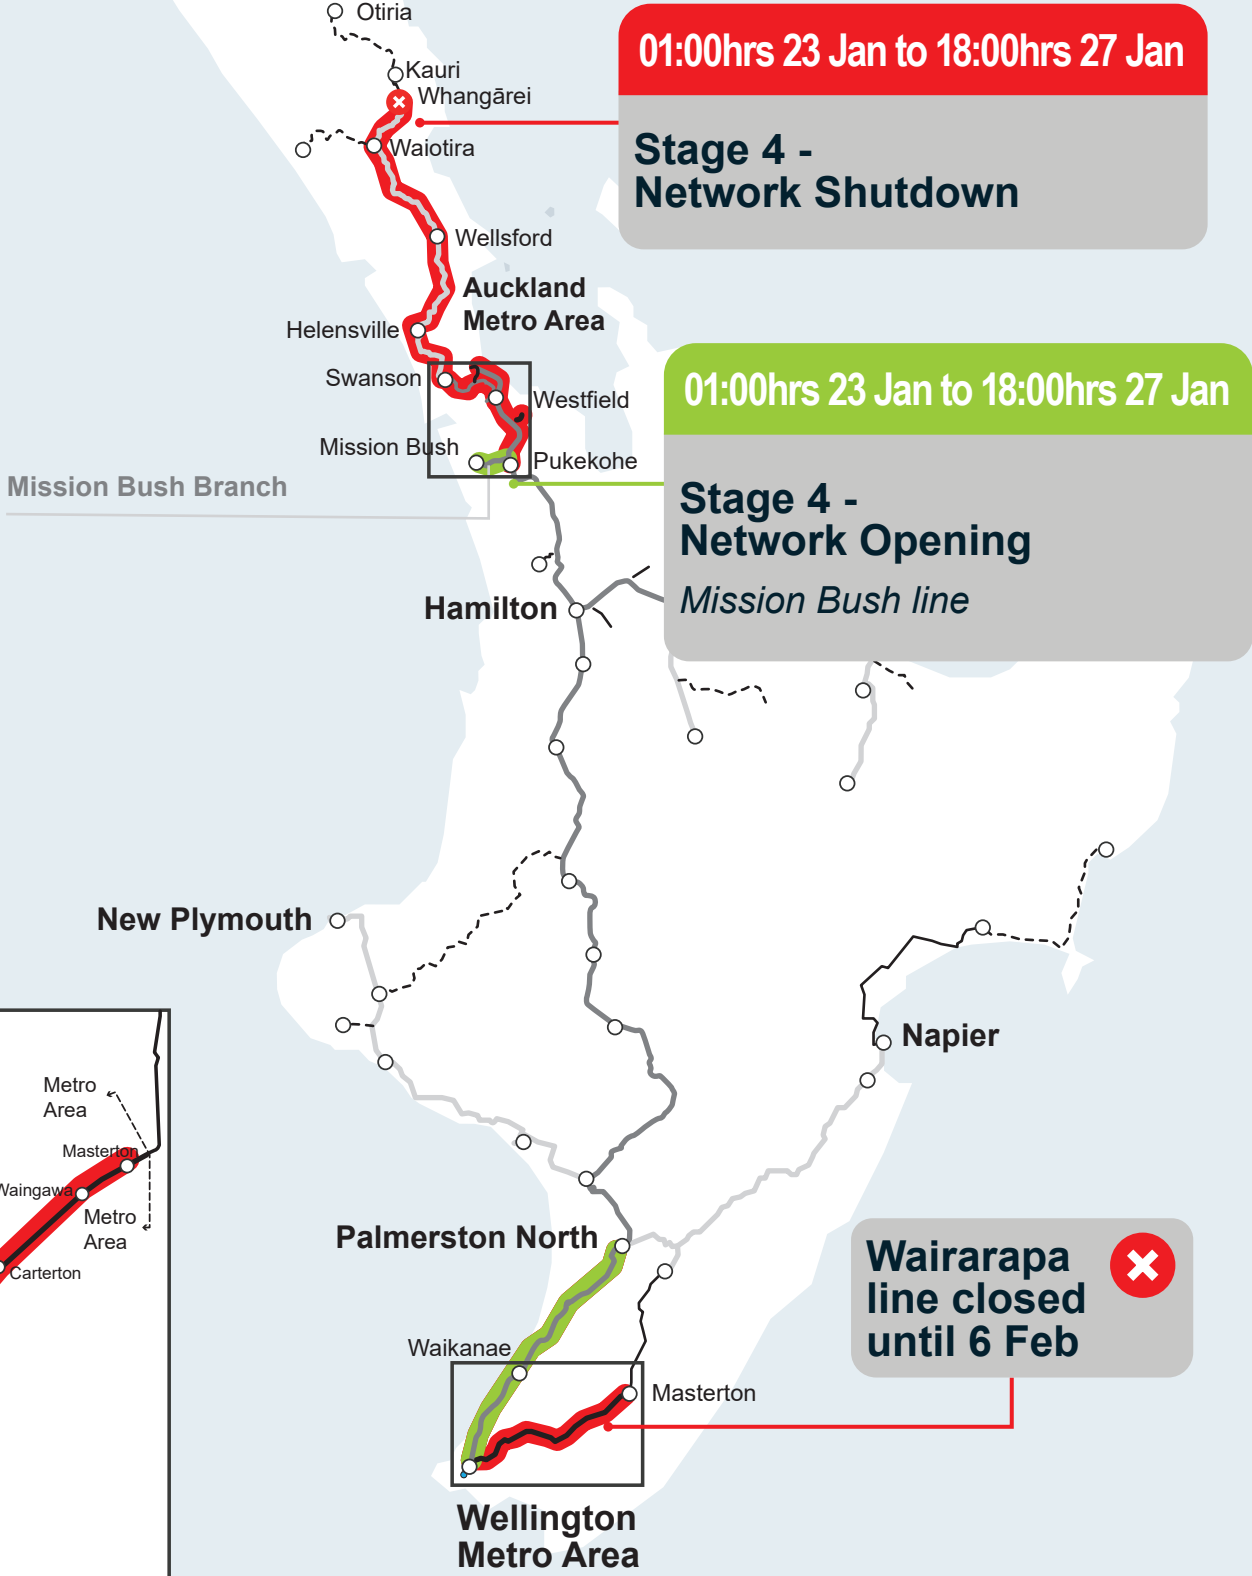 Otiria
01:00hrs 23 Jan to 18:00hrs 27 Jan
Kauri
Whangārei
Waiotira
Stage 4 -
Network Shutdown
Wellsford
Auckland
Metro Area
Helensville
Swanson
Westfield
01:00hrs 23 Jan to 18:00hrs 27 Jan
Mission Bush
Pukekohe
Mission Bush Branch
Stage 4 -
Network Opening
Mission Bush line
Hamilton
New Plymouth
Napier
Metro
Area
Masterton
Waingawa
Metro
Area
Carterton
Palmerston North
Wairarapa
line closed
until 6 Feb
Waikanae
Masterton
Wellington
Metro Area